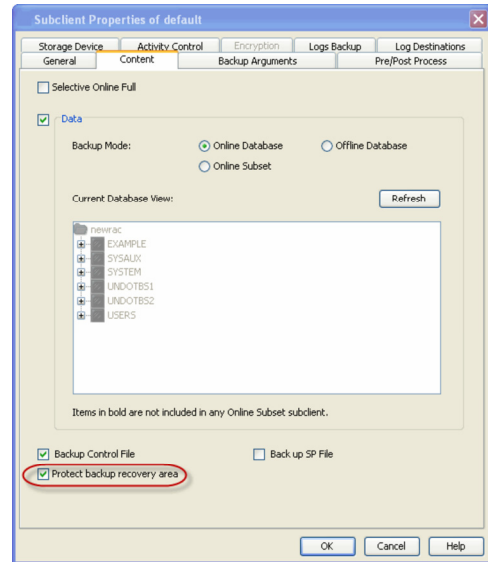 Subclient Properties of default
Storage Device Activity Control Encryption Logs Backup Log Destinations
General Content Backup Arguments Pre/Post Process
Selective Online Full
Data
Backup Mode: Online Database Offline Database
Online Subset
Current Database View: Refresh
newrac
EXAMPLE
SYSAUX
SYSTEM
UNDOTBS1
UNDOTBS2
USERS
Items in bold are not included in any Online Subset subclient.
Backup Control File Back up SP File
Protect backup recovery area
OK Cancel Help